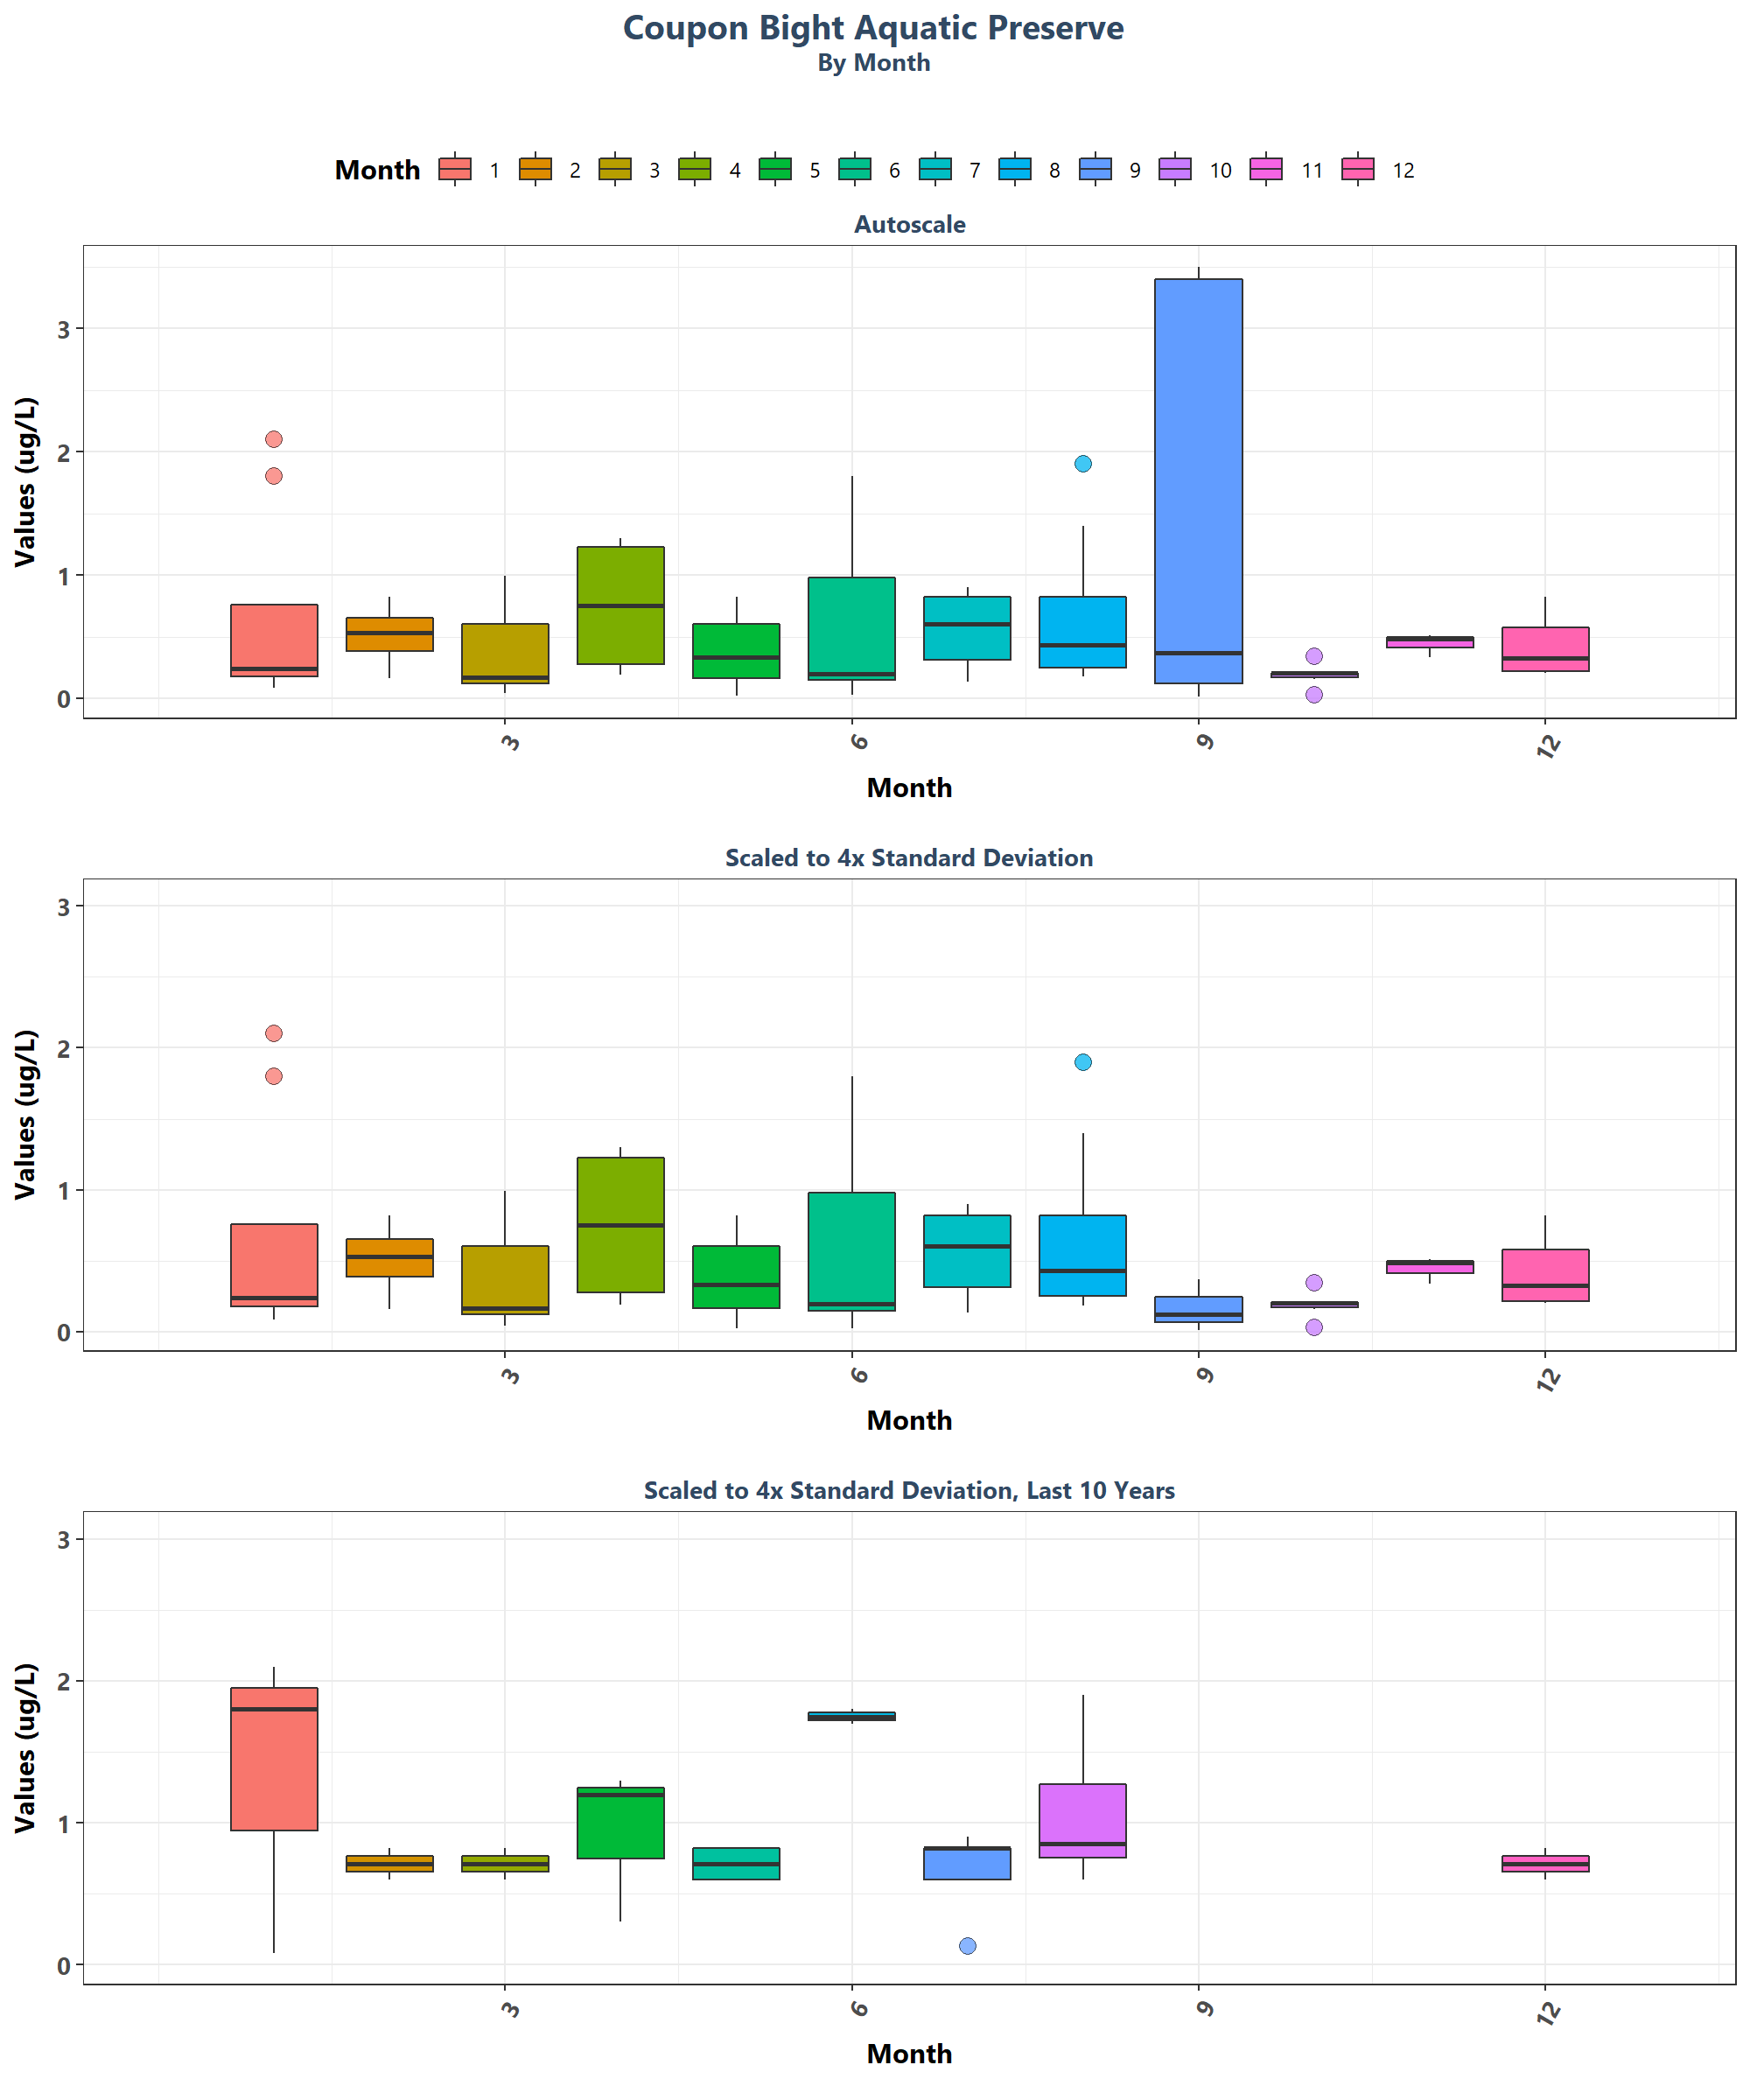 Coupon Bight Aquatic Preserve
By Month
Month 1 2 3 4 5 6 7 8 9 10 11 12
Autoscale
Values (ug/L)
3
2
1
0
3 6 9 12
Month
Scaled to 4x Standard Deviation
Values (ug/L)
3
2
1
0
3 6 9 12
Month
Scaled to 4x Standard Deviation, Last 10 Years
Values (ug/L)
3
2
1
0
3 6 9 12
Month